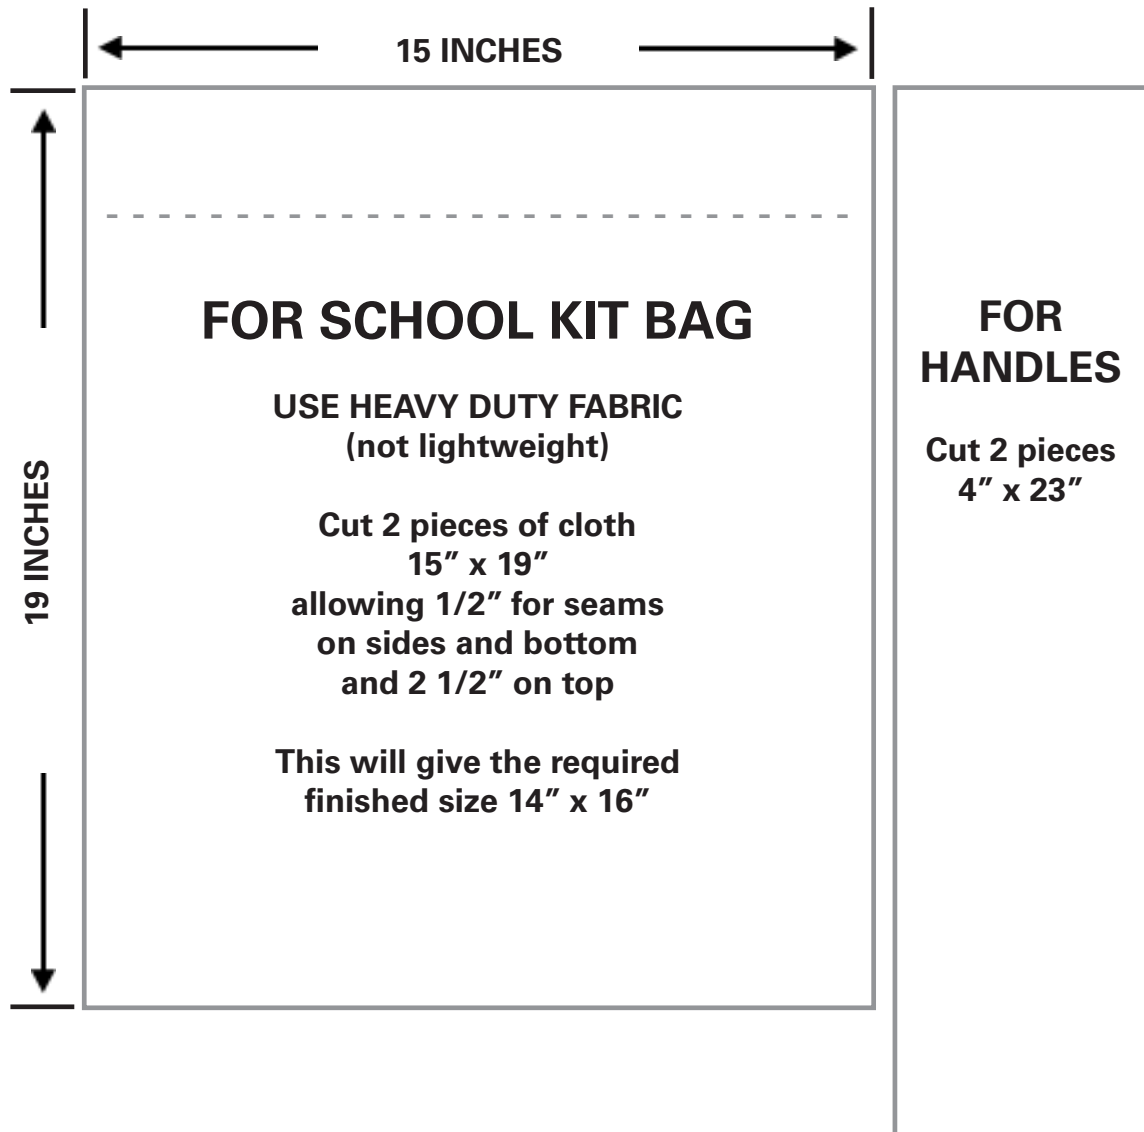 15 INCHES
19 INCHES
FOR SCHOOL KIT BAG
USE HEAVY DUTY FABRIC
(not lightweight)
Cut 2 pieces of cloth
15″ x 19″
allowing 1/2″ for seams
on sides and bottom
and 2 1/2″ on top
This will give the required
finished size 14″ x 16″
FOR
HANDLES
Cut 2 pieces
4″ x 23″